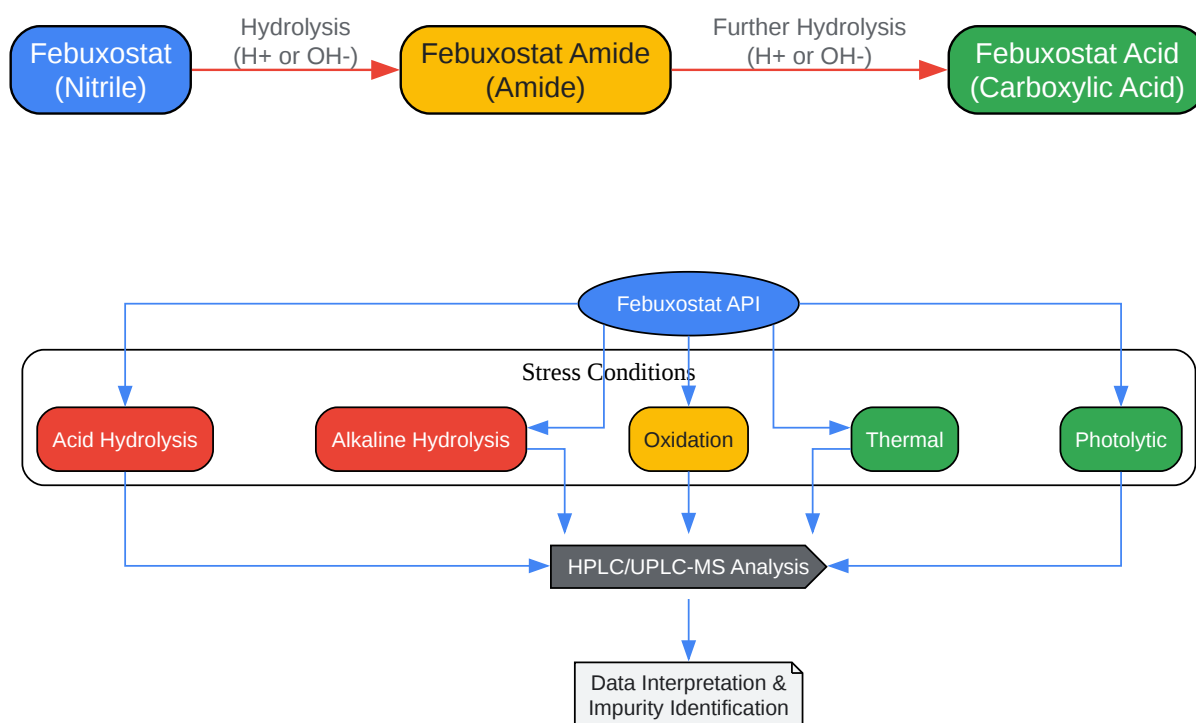 Febuxostat
(Nitrile)
Hydrolysis
(H+ or OH-)
Febuxostat Amide
(Amide)
Further Hydrolysis
(H+ or OH-)
Febuxostat Acid
(Carboxylic Acid)
Febuxostat API
Stress Conditions
Acid Hydrolysis
Alkaline Hydrolysis
Oxidation
Thermal
Photolytic
HPLC/UPLC-MS Analysis
Data Interpretation &
Impurity Identification